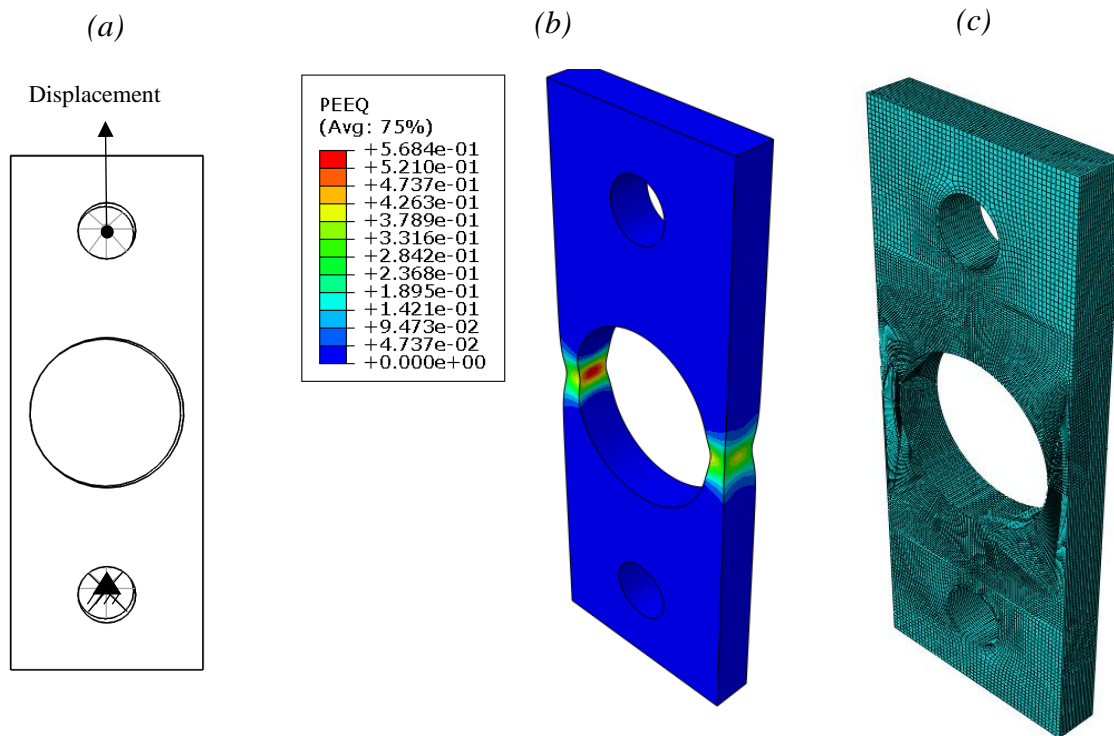 (a)
(b)
(c)
Displacement
PEEQ
(Avg: 75%)
+5.684e-01
+5.210e-01
+4.737e-01
+4.263e-01
+3.789e-01
+3.316e-01
+2.842e-01
+2.368e-01
+1.895e-01
+1.421e-01
+9.473e-02
+4.737e-02
+0.000e+00